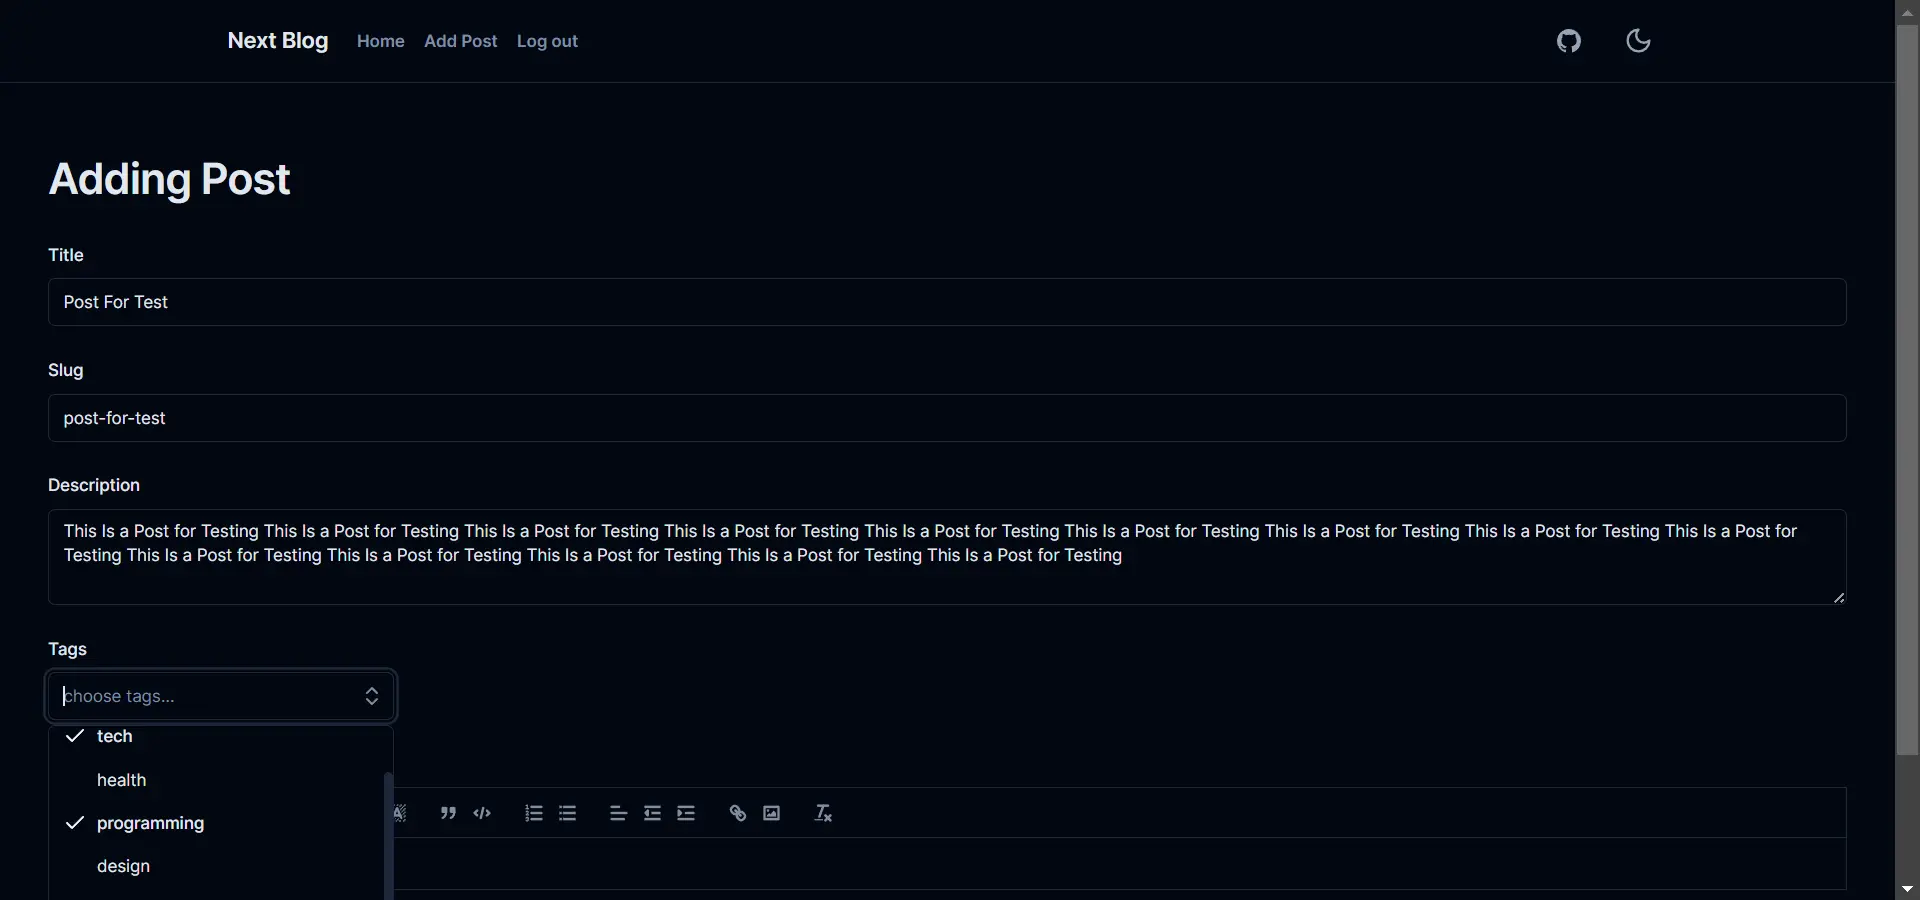 Next Blog Home Add Post Log out
Adding Post
Title
Post For Test
Slug
post-for-test
Description
This Is a Post for Testing This Is a Post for Testing This Is a Post for Testing This Is a Post for Testing This Is a Post for Testing This Is a Post for Testing This Is a Post for Testing This Is a Post for Testing This Is a Post for
Testing This Is a Post for Testing This Is a Post for Testing This Is a Post for Testing This Is a Post for Testing This Is a Post for Testing
Tags
choose tags...
tech
health
programming
design